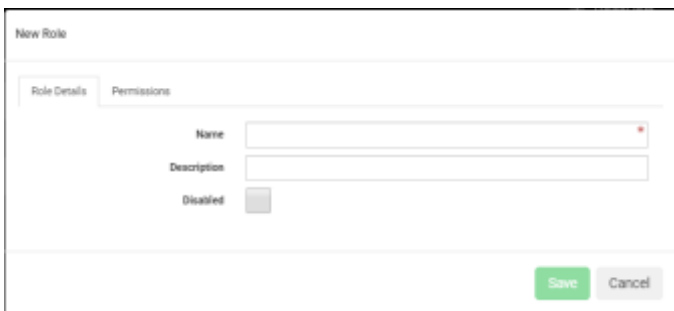 New Role
Role Details Permissions
Name *
Description
Disabled
Save Cancel